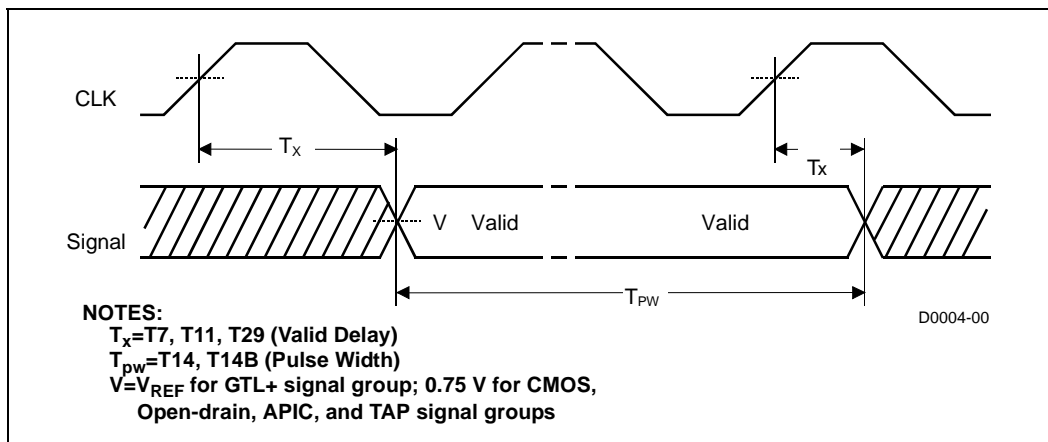 CLK
Tx
Tx
Signal
V Valid Valid
TPW
D0004-00
NOTES:
Tx=T7, T11, T29 (Valid Delay)
Tpw=T14, T14B (Pulse Width)
V=VREF for GTL+ signal group; 0.75 V for CMOS,
Open-drain, APIC, and TAP signal groups